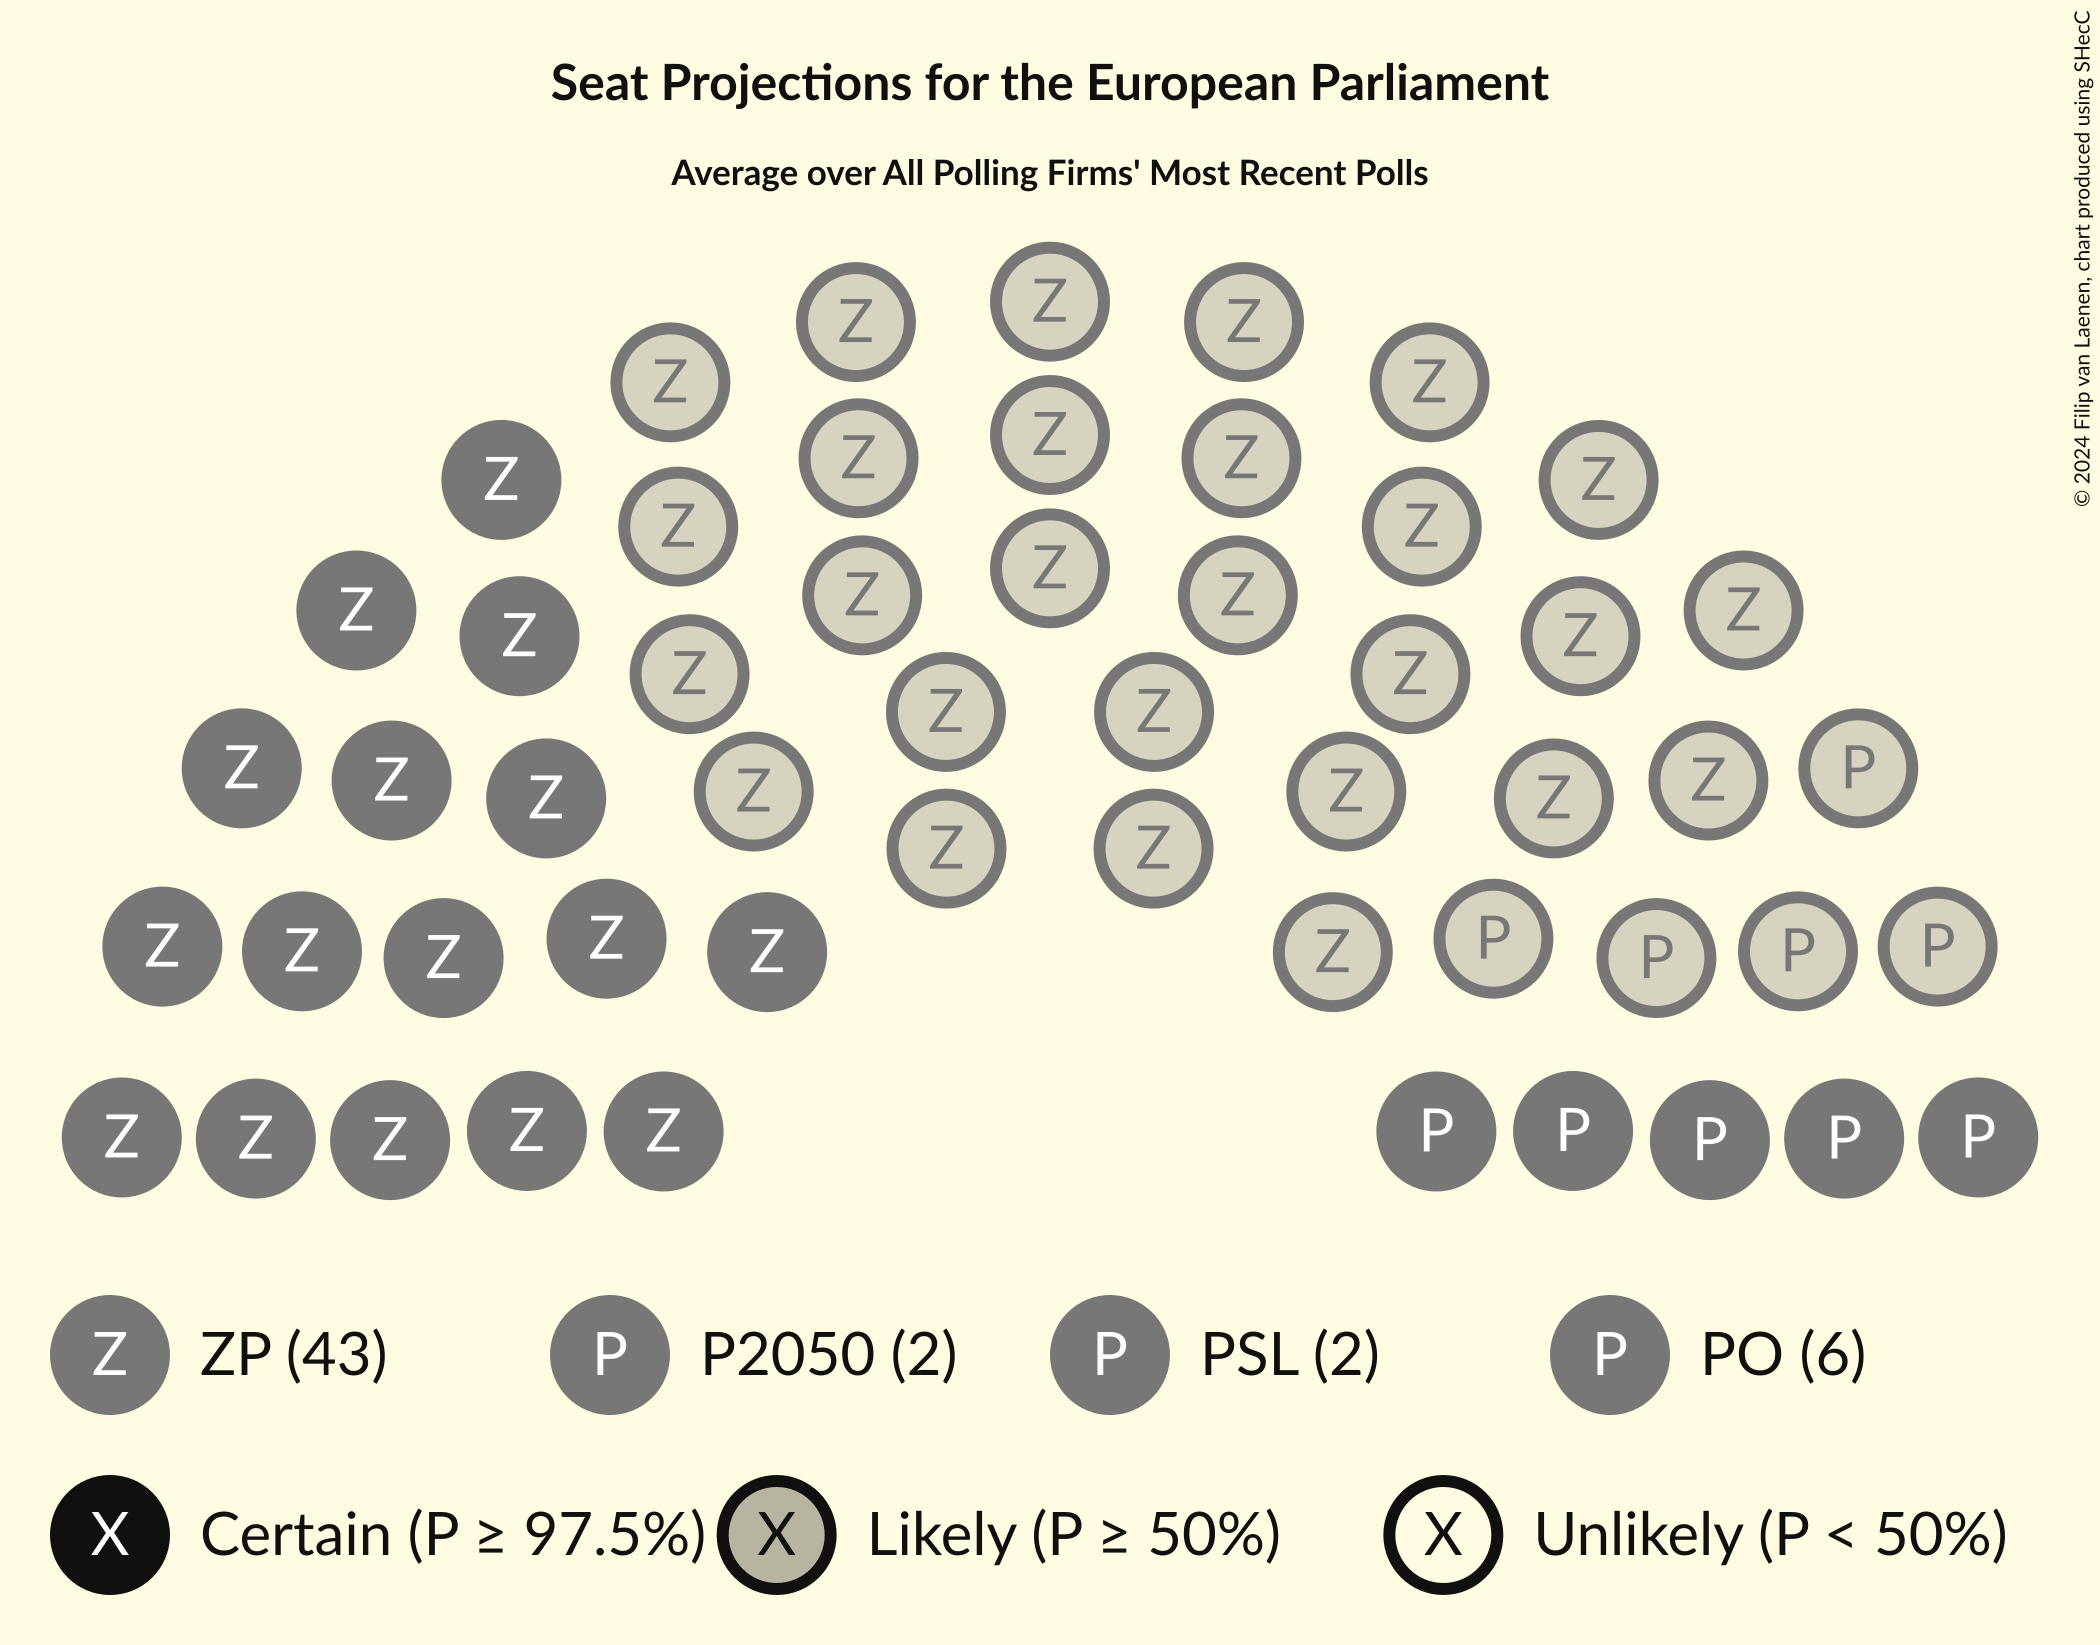 Seat Projections for the European Parliament
Average over All Polling Firms' Most Recent Polls
© 2024 Filip van Laenen, chart produced using SHecC
Z Z Z
Z Z
Z Z Z
Z Z
Z Z Z
Z Z
Z Z Z Z
Z Z
Z Z Z P
Z Z
Z Z Z Z
Z Z
Z Z Z Z Z Z P P P P
Z Z Z Z Z P P P P P
Z ZP (43) P P2050 (2) P PSL (2) P PO (6)
X Certain (P ≥ 97.5%) X Likely (P ≥ 50%) X Unlikely (P < 50%)